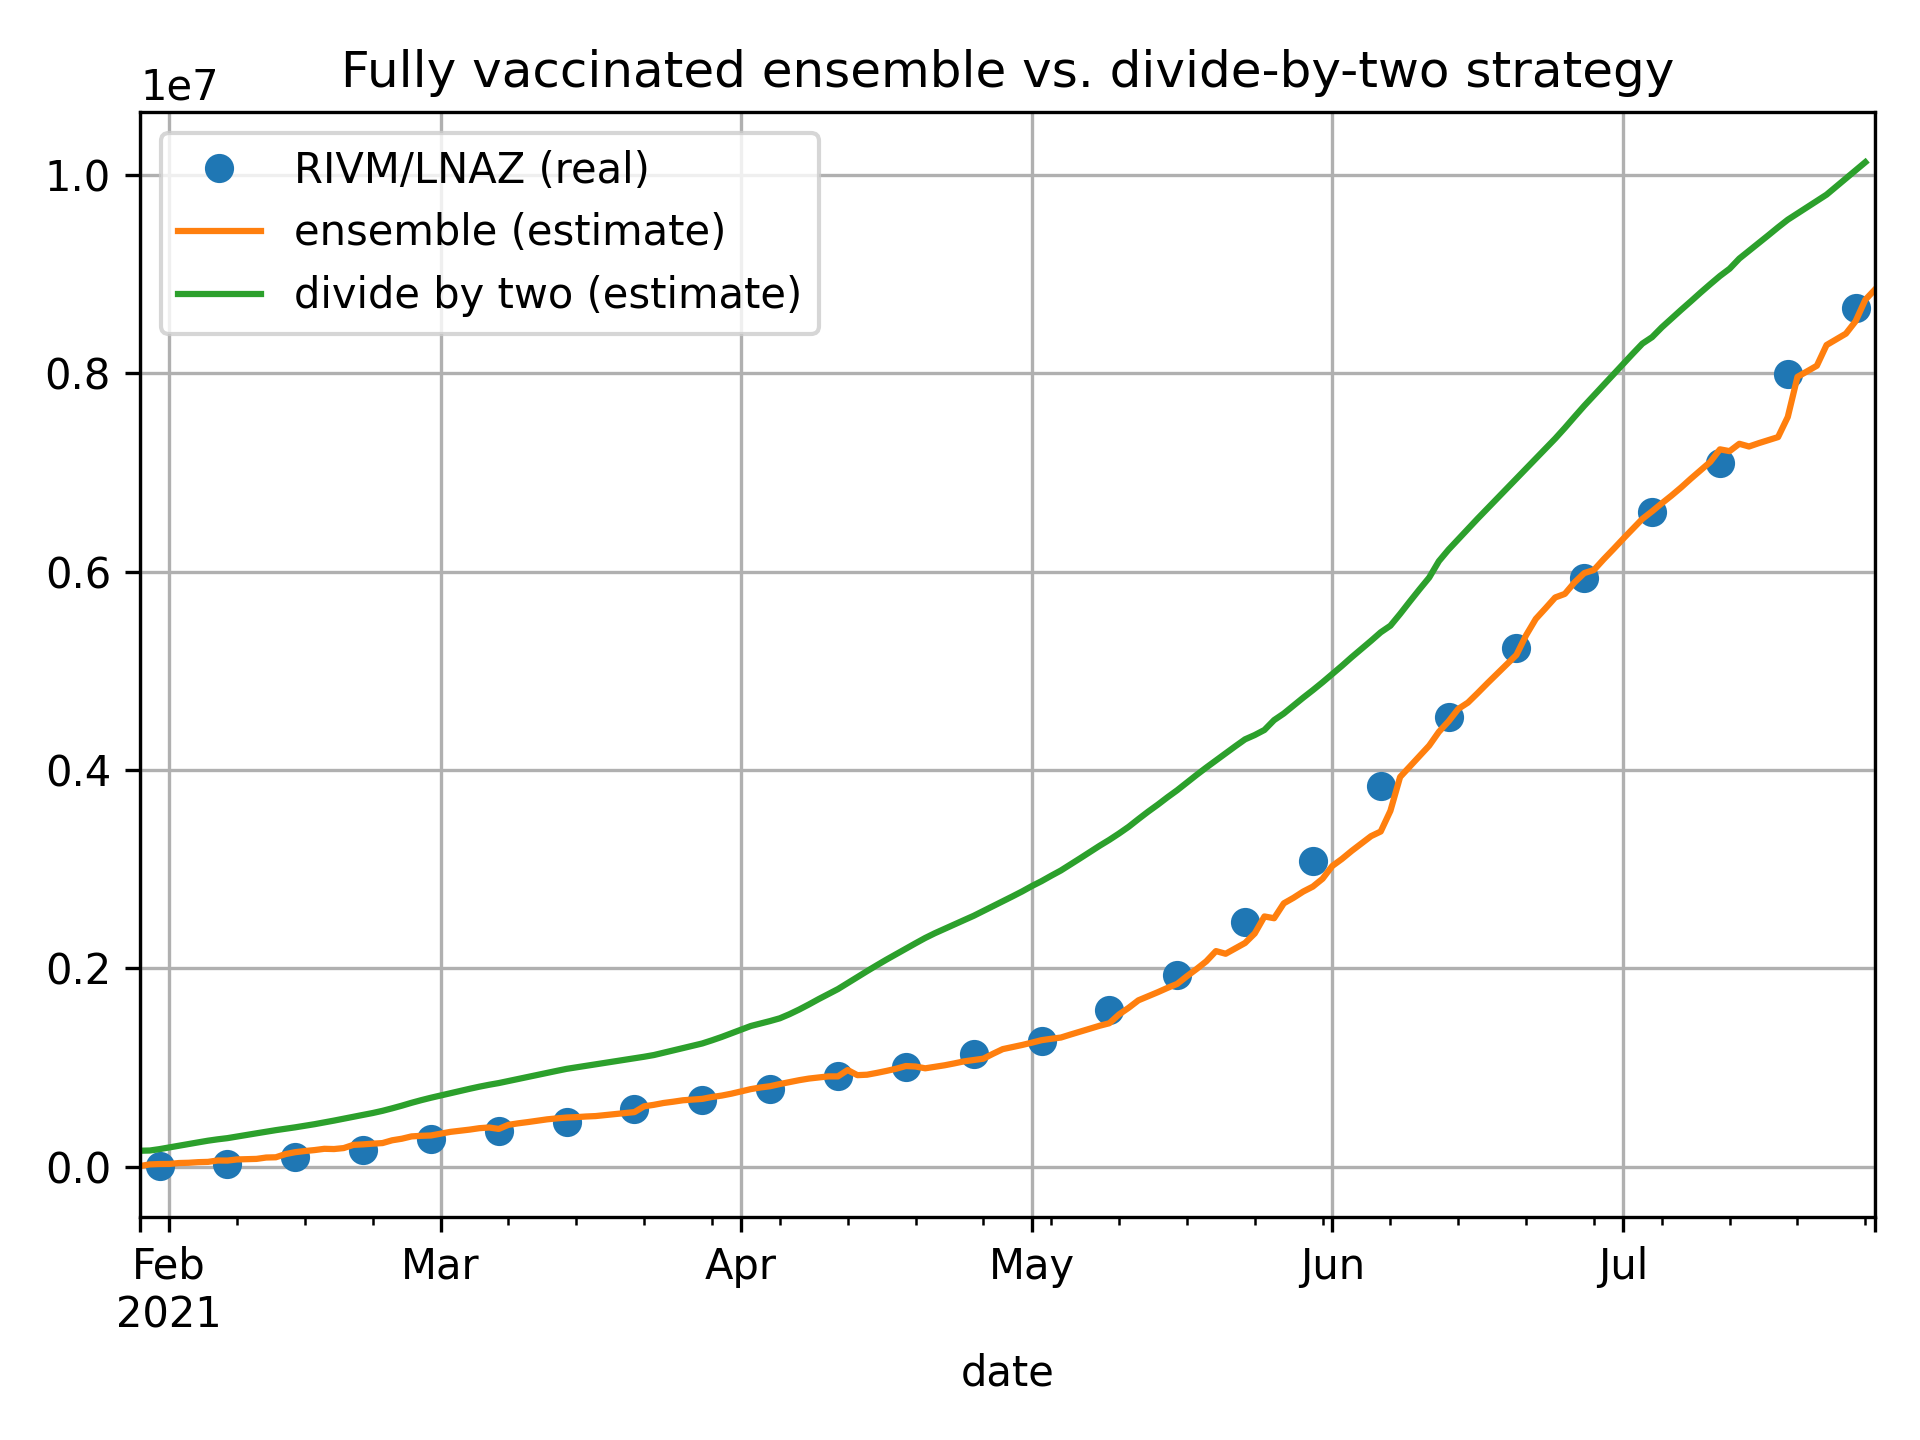 Fully vaccinated ensemble vs. divide-by-two strategy
1e7
RIVM/LNAZ (real)
ensemble (estimate)
divide by two (estimate)
1.0
0.8
0.6
0.4
0.2
0.0
Feb Mar Apr May Jun Jul
2021
date